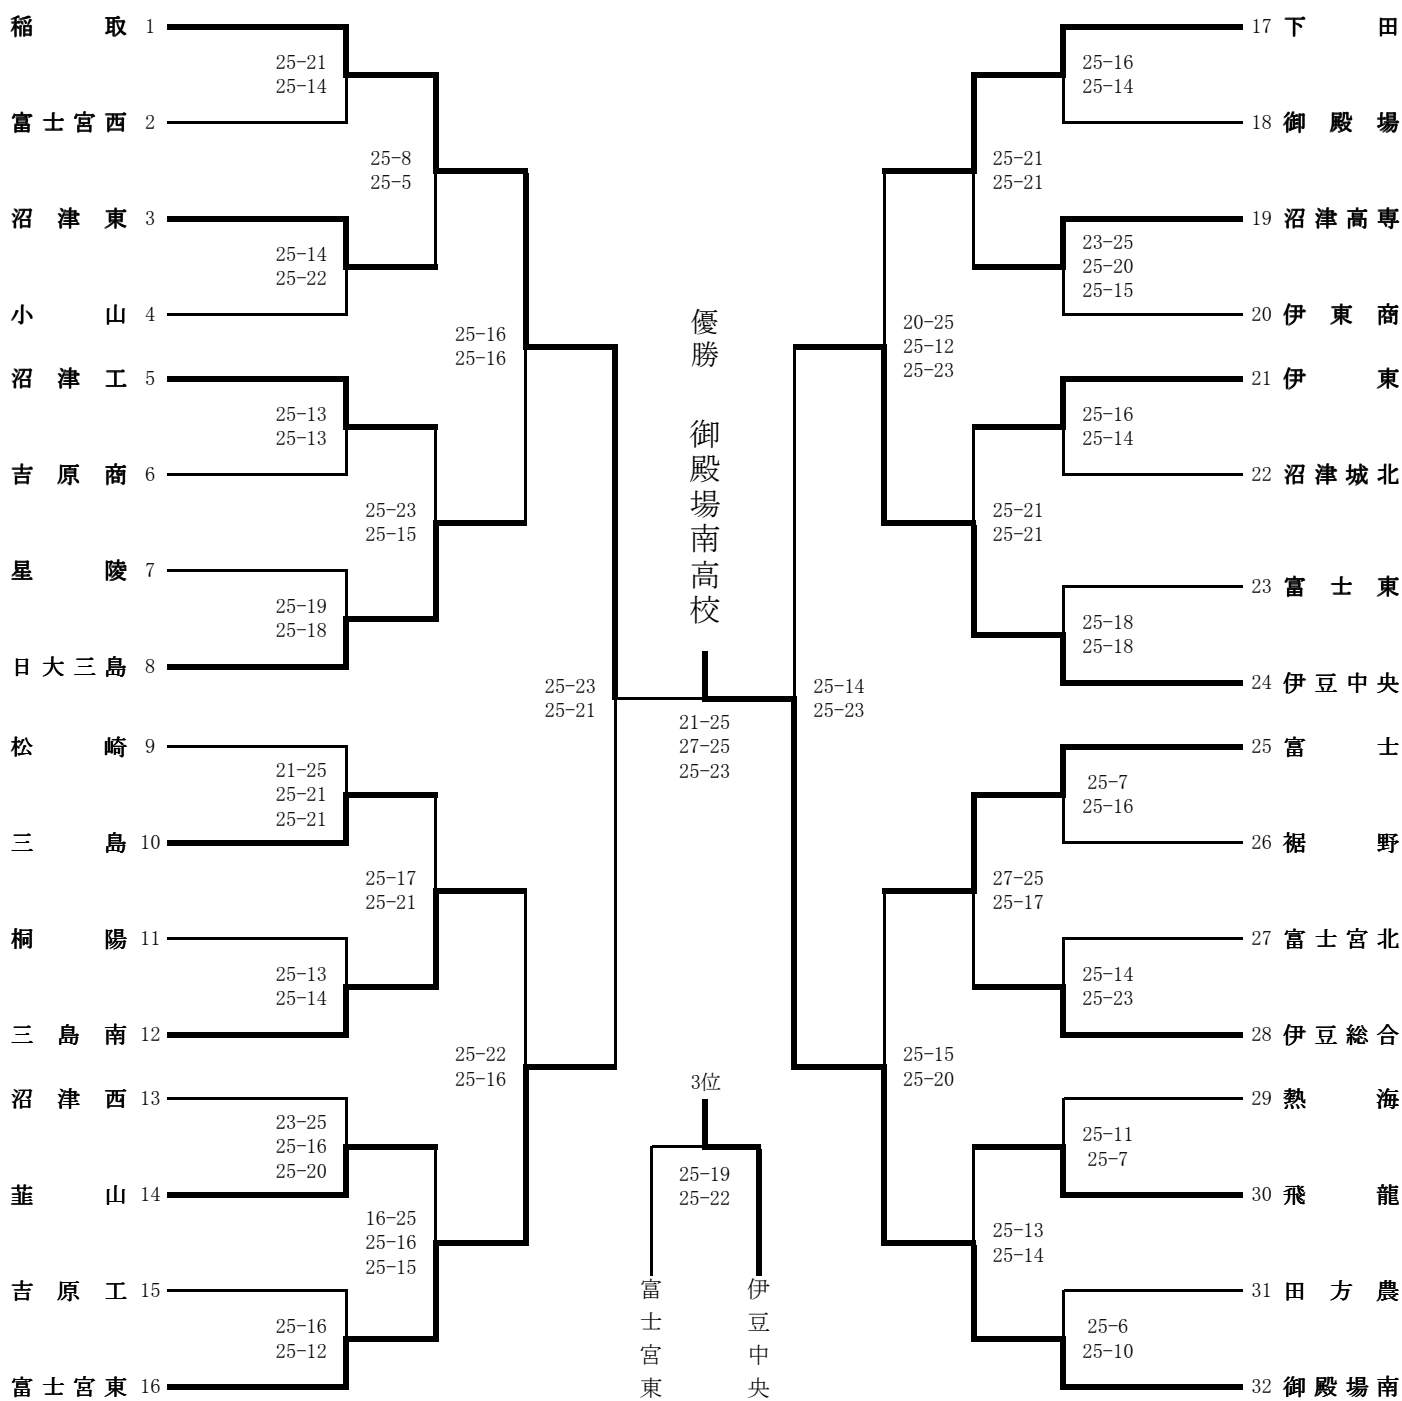 稲取 1
25-21
25-14
富士宮西 2
25-8
25-5
沼津東 3
25-14
25-22
小山 4
25-16
25-16
沼津工 5
25-13
25-13
吉原商 6
25-23
25-15
星陵 7
25-19
25-18
日大三島 8
25-23
25-21
松崎 9
21-25
25-21
25-21
三島 10
25-17
25-21
桐陽 11
25-13
25-14
三島南 12
25-22
25-16
沼津西 13
23-25
25-16
25-20
韮山 14
16-25
25-16
25-15
吉原工 15
25-16
25-12
富士宮東 16
優勝 御殿場南高校
21-25
27-25
25-23
3位
25-19
25-22
富士宮東
伊豆中央
17 下田
25-16
25-14
18 御殿場
25-21
25-21
19 沼津高専
23-25
25-20
25-15
20 伊東商
20-25
25-12
25-23
21 伊東
25-16
25-14
22 沼津城北
25-21
25-21
23 富士東
25-18
25-18
24 伊豆中央
25-14
25-23
25 富士
25-7
25-16
26 裾野
27-25
25-17
27 富士宮北
25-14
25-23
28 伊豆総合
25-15
25-20
29 熱海
25-11
25-7
30 飛龍
25-13
25-14
31 田方農
25-6
25-10
32 御殿場南